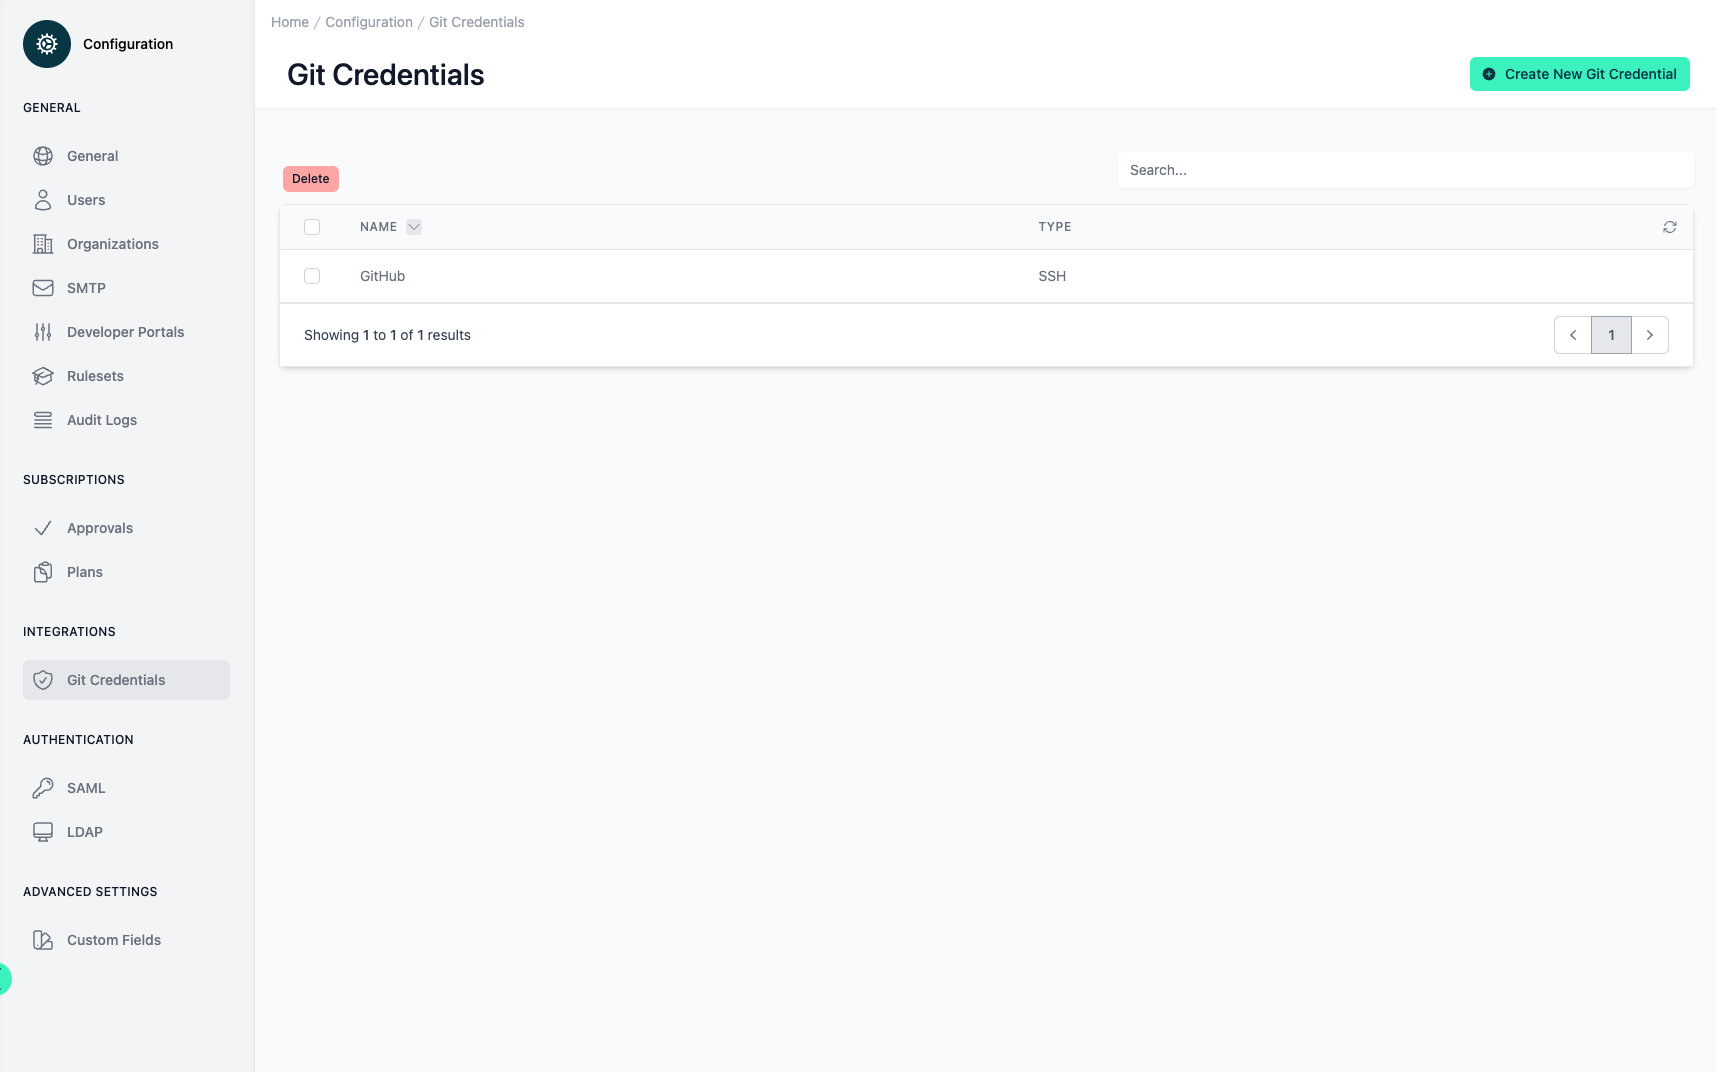 Configuration
GENERAL
General
Users
Organizations
SMTP
Developer Portals
Rulesets
Audit Logs
SUBSCRIPTIONS
Approvals
Plans
INTEGRATIONS
Git Credentials
AUTHENTICATION
SAML
LDAP
ADVANCED SETTINGS
Custom Fields
Home / Configuration / Git Credentials
Git Credentials
Create New Git Credential
Delete
Search...
NAME TYPE
GitHub SSH
Showing 1 to 1 of 1 results
1